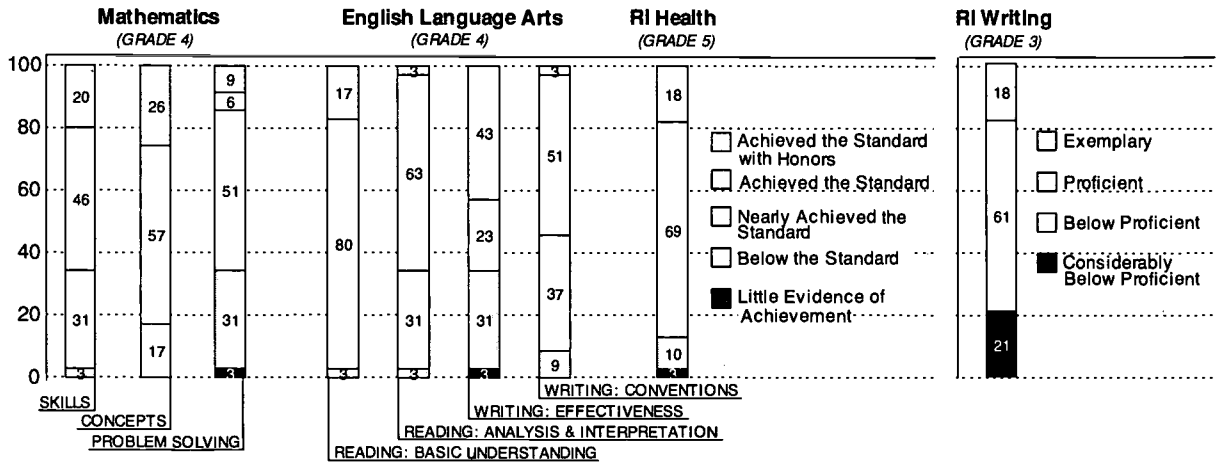 Mathematics
(GRADE 4)
English Language Arts
(GRADE 4)
RI Health
(GRADE 5)
RI Writing
(GRADE 3)
100
80
60
40
20
0
20
46
31
3
26
57
17
9
6
51
31
3
17
80
3
3
63
31
3
43
23
31
3
3
51
37
9
18
69
10
3
Achieved the Standard
with Honors
Achieved the Standard
Nearly Achieved the
Standard
Below the Standard
Little Evidence of
Achievement
18
61
21
Exemplary
Proficient
Below Proficient
Considerably
Below Proficient
SKILLS
CONCEPTS
PROBLEM SOLVING
WRITING: CONVENTIONS
WRITING: EFFECTIVENESS
READING: ANALYSIS & INTERPRETATION
READING: BASIC UNDERSTANDING